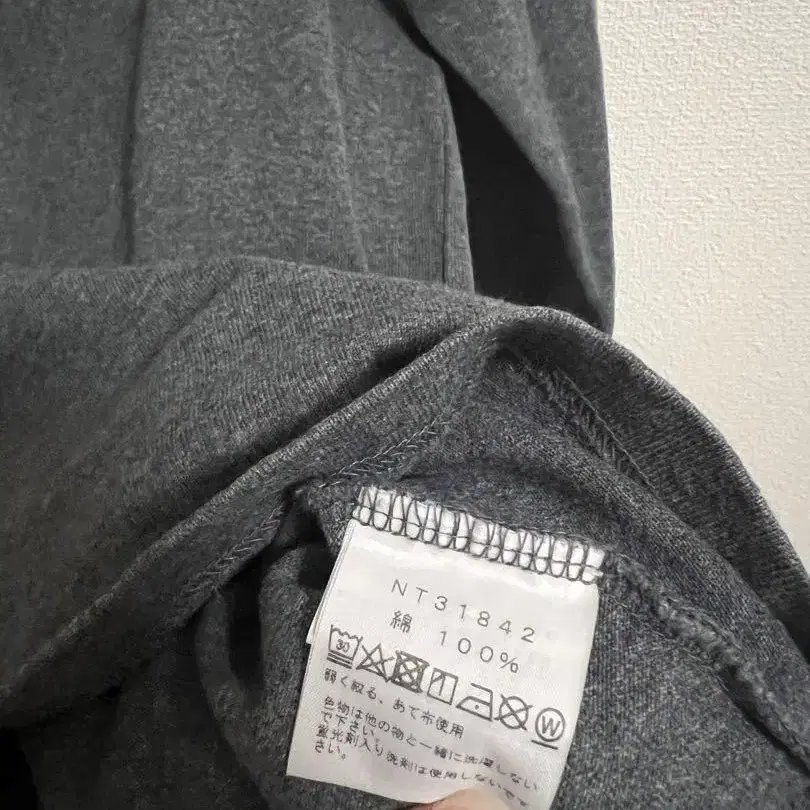 NT31842
綿 100%
30
W
弱く絞る、あて布使用
色物は他の物と一緒に洗濯しない
で下さい。
蛍光剤入り洗剤は使用しないで下
さい。